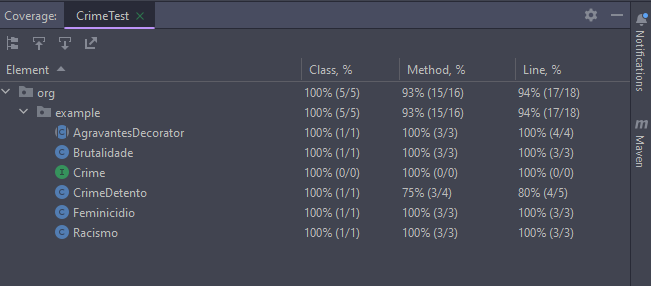 Coverage: CrimeTest ×
Element Class, % Method, % Line, %
org 100% (5/5) 93% (15/16) 94% (17/18)
example 100% (5/5) 93% (15/16) 94% (17/18)
C AgravantesDecorator 100% (1/1) 100% (3/3) 100% (4/4)
C Brutalidade 100% (1/1) 100% (3/3) 100% (3/3)
I Crime 100% (0/0) 100% (0/0) 100% (0/0)
C CrimeDetento 100% (1/1) 75% (3/4) 80% (4/5)
C Feminicidio 100% (1/1) 100% (3/3) 100% (3/3)
C Racismo 100% (1/1) 100% (3/3) 100% (3/3)
Notifications
m Maven